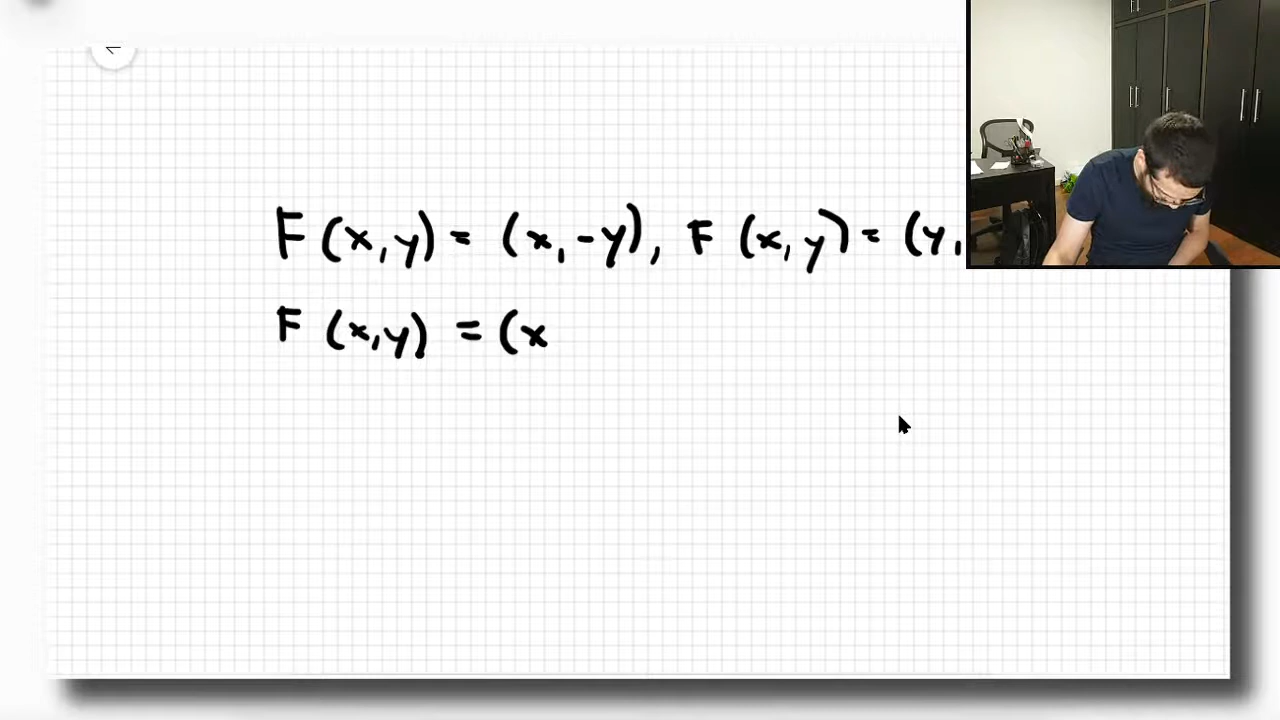 F (x,y) = (x,-y), F (x,y) = (y,
F (x,y) = (x